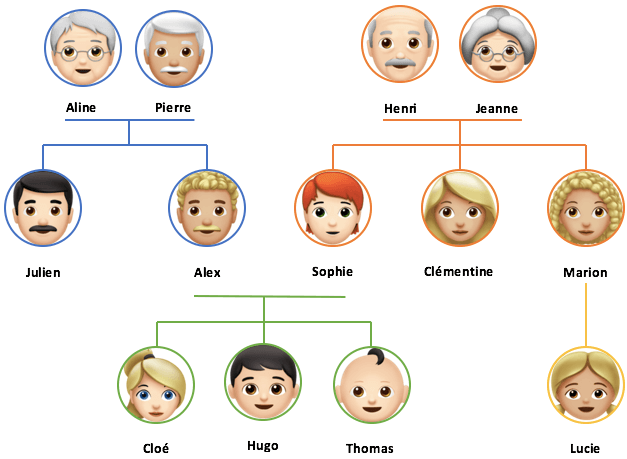 Aline Pierre Henri Jeanne
Julien Alex Sophie Clémentine Marion
Cloé Hugo Thomas Lucie